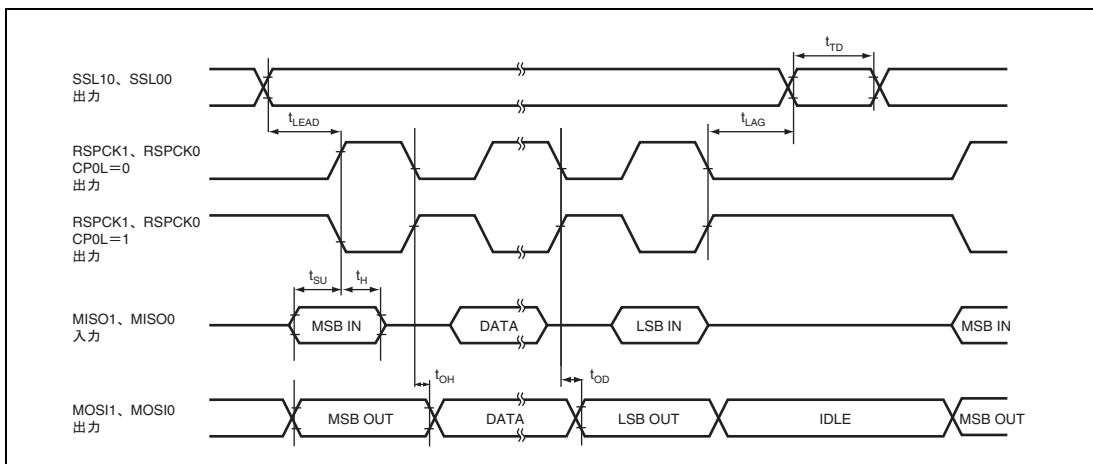 t_TD
SSL10、SSL00
出力
t_LEAD
t_LAG
RSPCK1、RSPCK0
CP0L=0
出力
RSPCK1、RSPCK0
CP0L=1
出力
t_SU
t_H
MISO1、MISO0
入力
MSB IN
DATA
LSB IN
MSB IN
t_OH
t_OD
MOSI1、MOSI0
出力
MSB OUT
DATA
LSB OUT
IDLE
MSB OUT